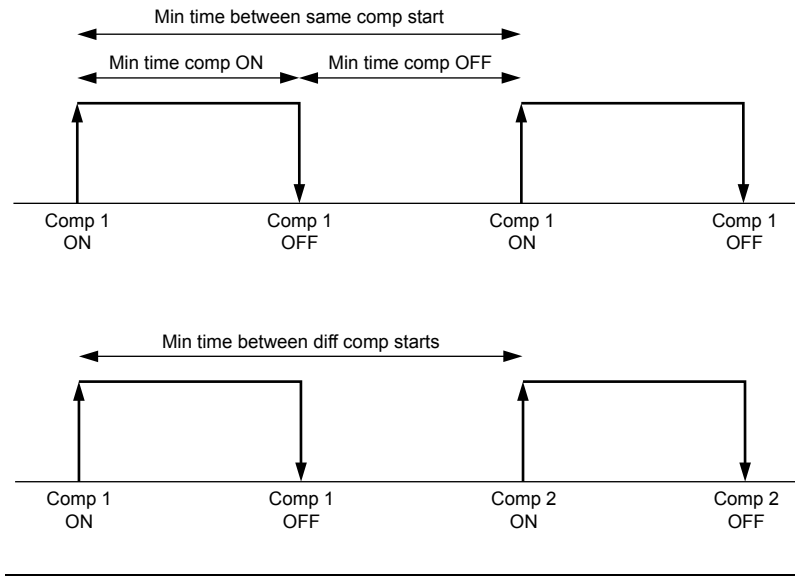 Min time between same comp start
Min time comp ON Min time comp OFF
Comp 1 Comp 1 Comp 1 Comp 1
ON OFF ON OFF
Min time between diff comp starts
Comp 1 Comp 1 Comp 2 Comp 2
ON OFF ON OFF